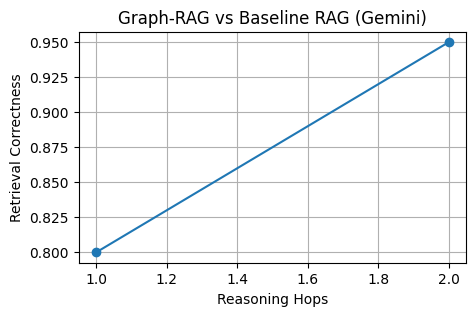 Graph-RAG vs Baseline RAG (Gemini)
Retrieval Correctness
0.950
0.925
0.900
0.875
0.850
0.825
0.800
1.0 1.2 1.4 1.6 1.8 2.0
Reasoning Hops